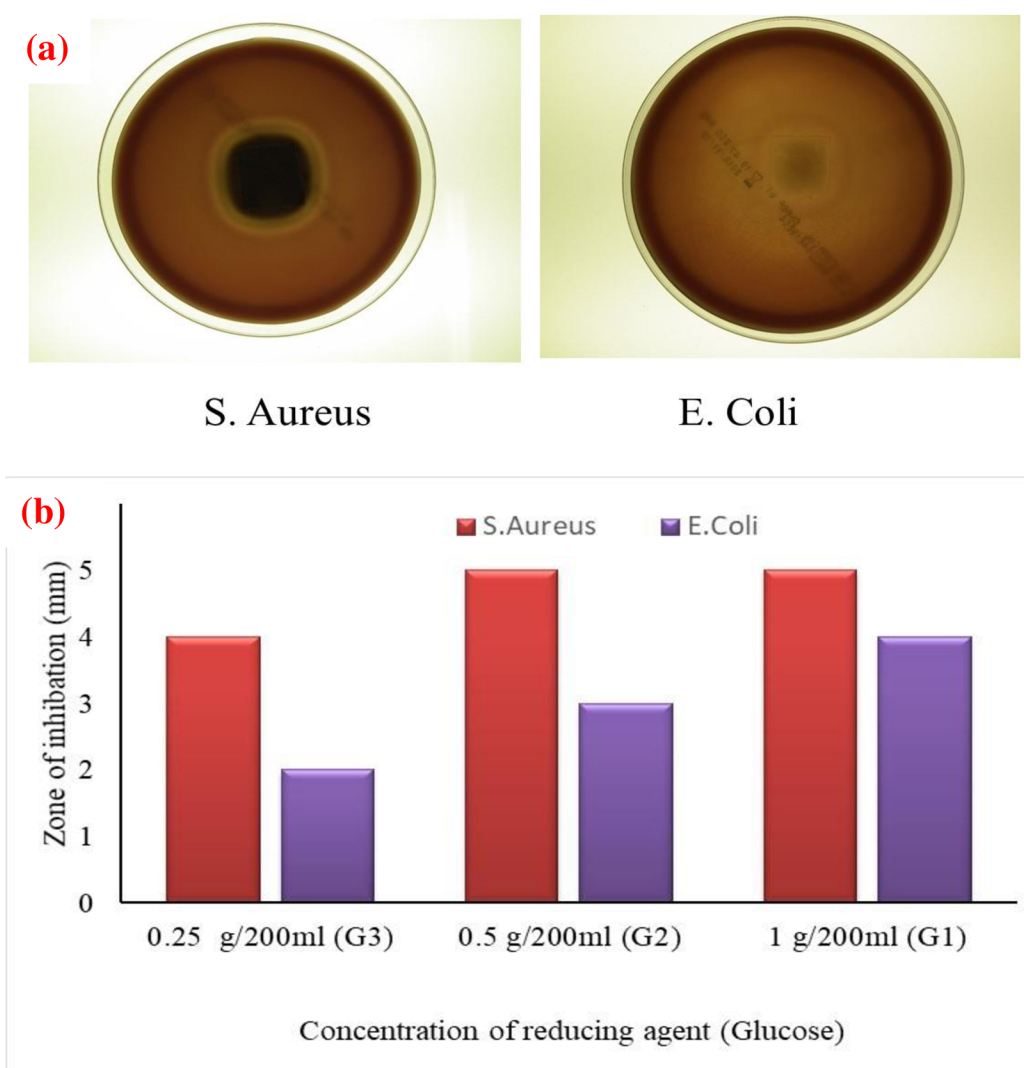 (a)
S. Aureus
E. Coli
(b)
S.Aureus
E.Coli
Zone of inhibation (mm)
5
4
3
2
1
0
0.25 g/200ml (G3)
0.5 g/200ml (G2)
1 g/200ml (G1)
Concentration of reducing agent (Glucose)